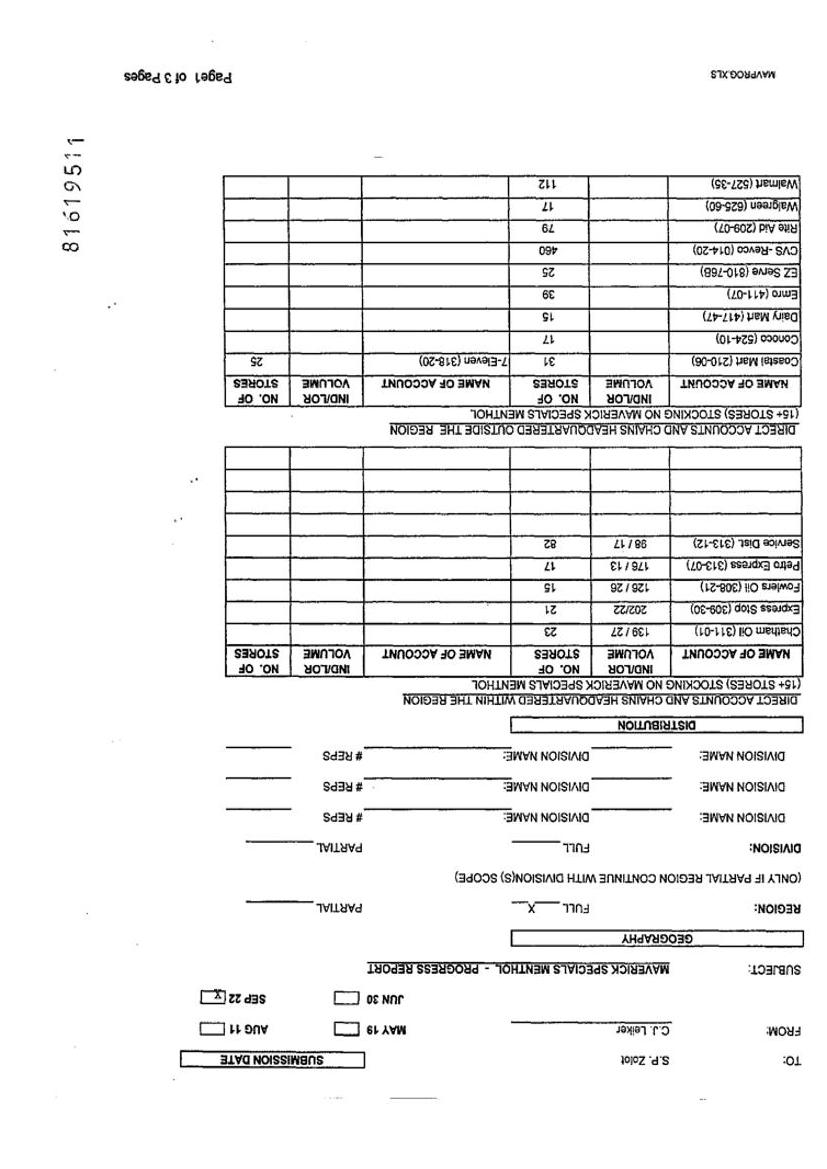 TO: S.P. Zolot SUBMISSION DATE
FROM: C.J. Leiker MAY 19 AUG 11
JUN 30 SEP 22 X
SUBJECT: MAVERICK SPECIALS MENTHOL - PROGRESS REPORT
GEOGRAPHY
REGION: FULL X PARTIAL
(ONLY IF PARTIAL REGION CONTINUE WITH DIVISION(S) SCOPE)
DIVISION: FULL PARTIAL
DIVISION NAME: DIVISION NAME: # REPS
DIVISION NAME: DIVISION NAME: # REPS
DIVISION NAME: DIVISION NAME: # REPS
DISTRIBUTION
DIRECT ACCOUNTS AND CHAINS HEADQUARTERED WITHIN THE REGION
(15+ STORES) STOCKING NO MAVERICK SPECIALS MENTHOL
NAME OF ACCOUNT IND/LOR VOLUME NO. OF STORES NAME OF ACCOUNT IND/LOR VOLUME NO. OF STORES
Chatham Oil (311-01) 139 / 27 23
Express Stop (309-30) 202/22 21
Fowlers Oil (308-21) 126 / 26 15
Petro Express (313-07) 176 / 13 17
Service Dist. (313-12) 98 / 17 82
DIRECT ACCOUNTS AND CHAINS HEADQUARTERED OUTSIDE THE REGION
(15+ STORES) STOCKING NO MAVERICK SPECIALS MENTHOL
NAME OF ACCOUNT IND/LOR VOLUME NO. OF STORES NAME OF ACCOUNT IND/LOR VOLUME NO. OF STORES
Coastal Mart (210-06) 31 7-Eleven (318-20) 25
Conoco (524-10) 17
Dairy Mart (417-47) 15
Emro (411-07) 39
EZ Serve (810-76B) 25
CVS -Revco (014-20) 460
Rite Aid (209-07) 79
Walgreen (625-60) 17
Walmart (527-35) 112
MAVPROG.XLS Page1 of 3 Pages
81619511